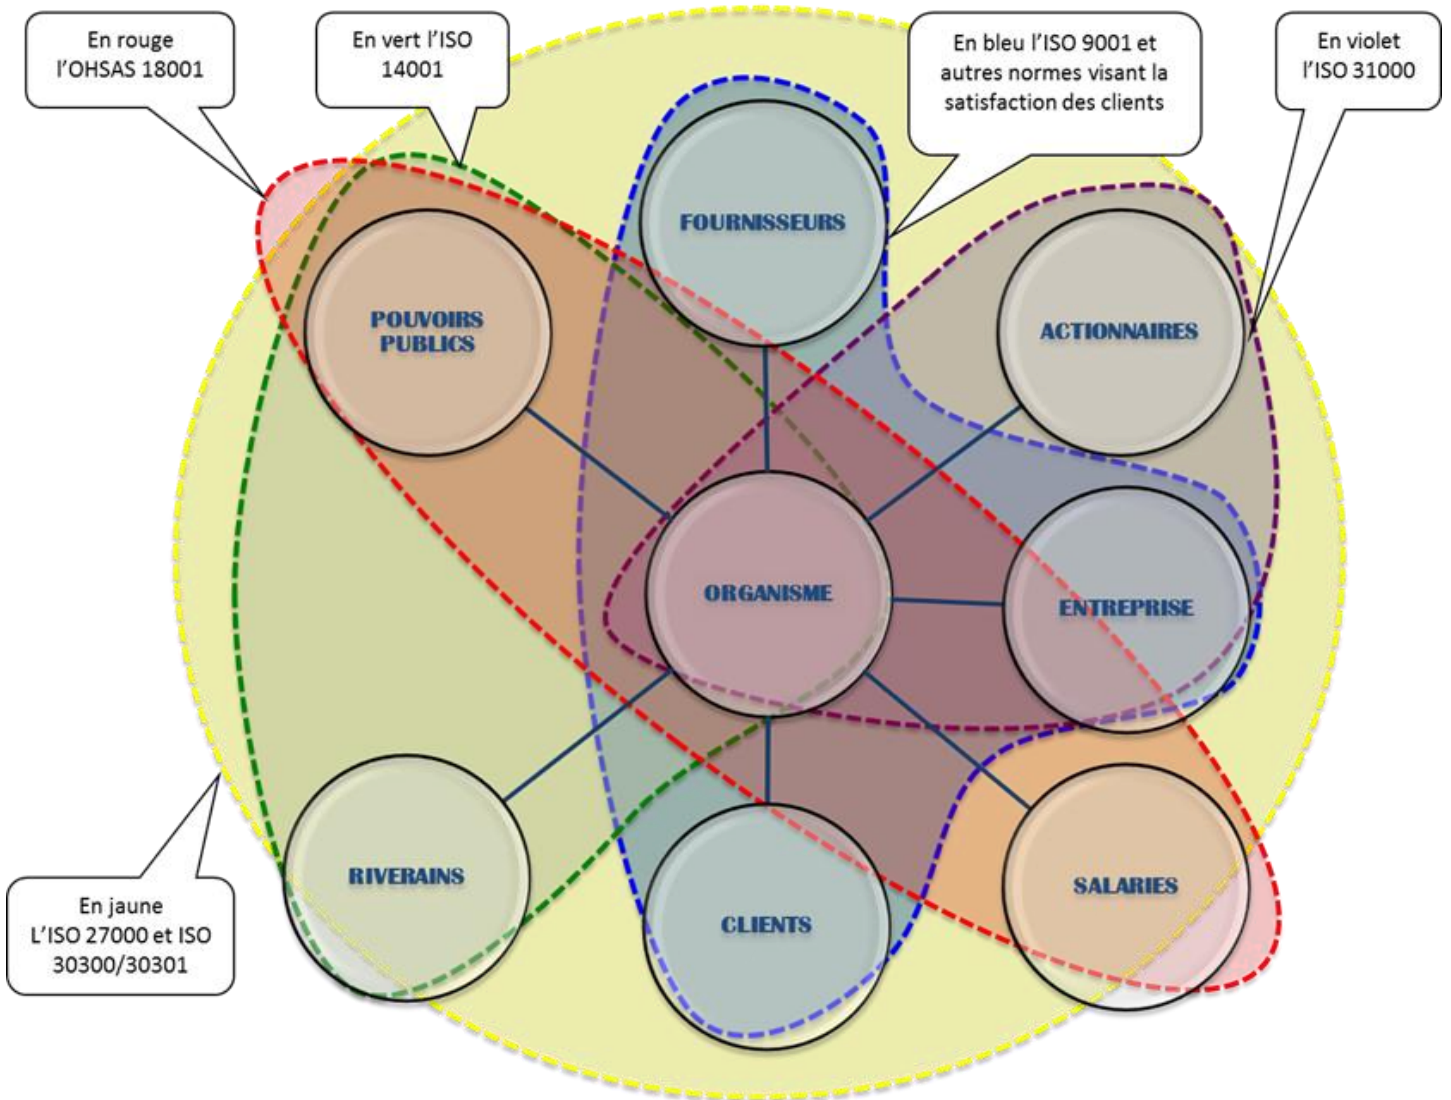 En rouge
l’OHSAS 18001
En vert l’ISO
14001
En bleu l’ISO 9001 et
autres normes visant la
satisfaction des clients
En violet
l’ISO 31000
FOURNISSEURS
POUVOIRS
PUBLICS
ACTIONNAIRES
ORGANISME
ENTREPRISE
RIVERAINS
CLIENTS
SALARIES
En jaune
L’ISO 27000 et ISO
30300/30301